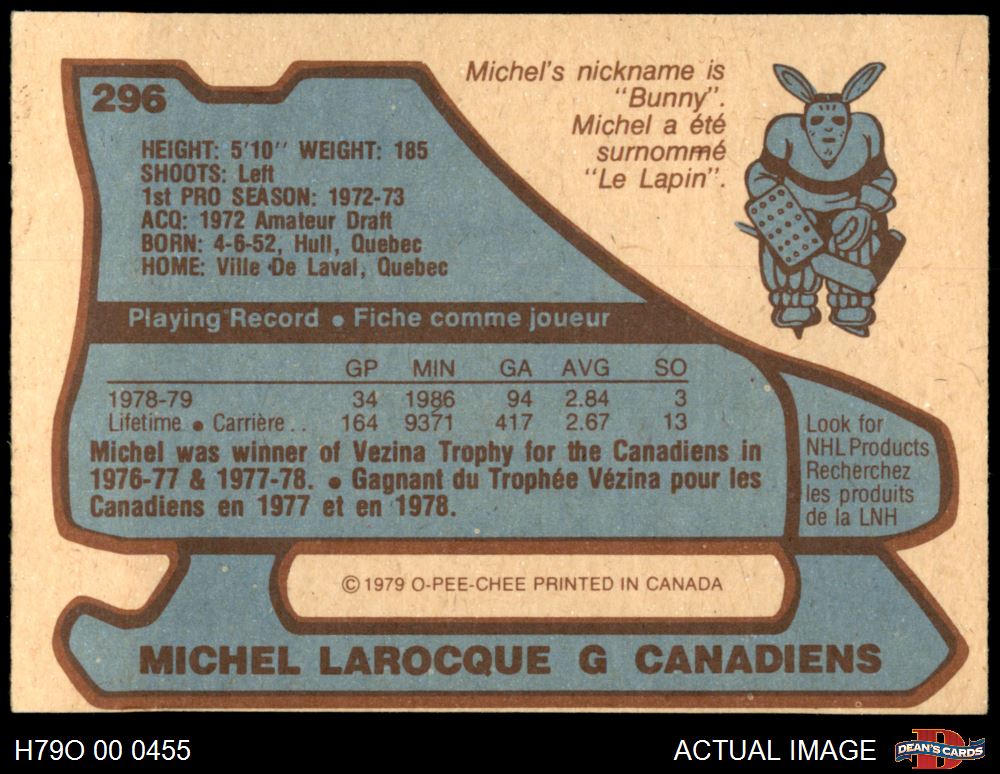 296
Michel's nickname is
"Bunny".
Michel a été
surnommé
"Le Lapin".
HEIGHT: 5'10" WEIGHT: 185
SHOOTS: Left
1st PRO SEASON: 1972-73
ACQ: 1972 Amateur Draft
BORN: 4-6-52, Hull, Quebec
HOME: Ville De Laval, Quebec
Playing Record • Fiche comme joueur
GP MIN GA AVG SO
1978-79 34 1986 94 2.84 3
Lifetime • Carrière . . 164 9371 417 2.67 13
Michel was winner of Vezina Trophy for the Canadiens in
1976-77 & 1977-78. • Gagnant du Trophée Vézina pour les
Canadiens en 1977 et en 1978.
Look for
NHL Products
Recherchez
les produits
de la LNH
© 1979 O-PEE-CHEE PRINTED IN CANADA
MICHEL LAROCQUE G CANADIENS
H79O 00 0455
ACTUAL IMAGE
DEAN'S CARDS